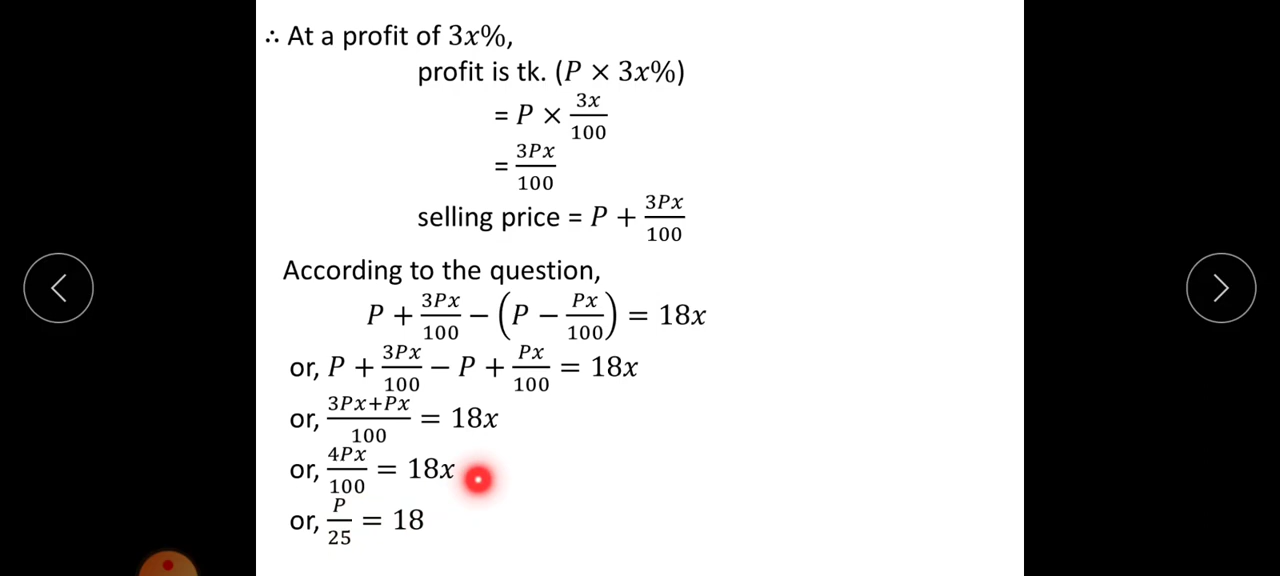 ∴ At a profit of 3x%,
profit is tk. (P × 3x%)
= P × 3x/100
= 3Px/100
selling price = P + 3Px/100
According to the question,
P + 3Px/100 − (P − Px/100) = 18x
or, P + 3Px/100 − P + Px/100 = 18x
or, 3Px+Px/100 = 18x
or, 4Px/100 = 18x
or, P/25 = 18